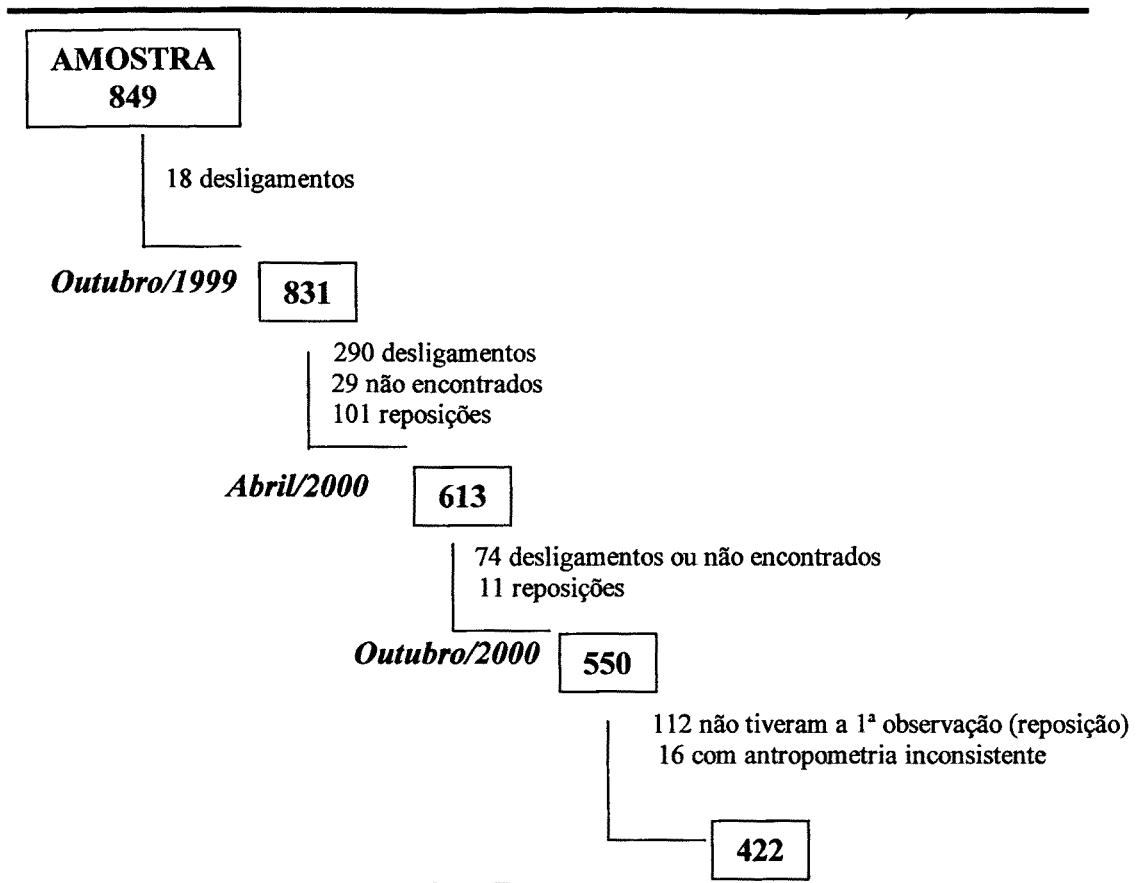 AMOSTRA
849
18 desligamentos
Outubro/1999
831
290 desligamentos
29 não encontrados
101 reposições
Abril/2000
613
74 desligamentos ou não encontrados
11 reposições
Outubro/2000
550
112 não tiveram a 1ª observação (reposição)
16 com antropometria inconsistente
422